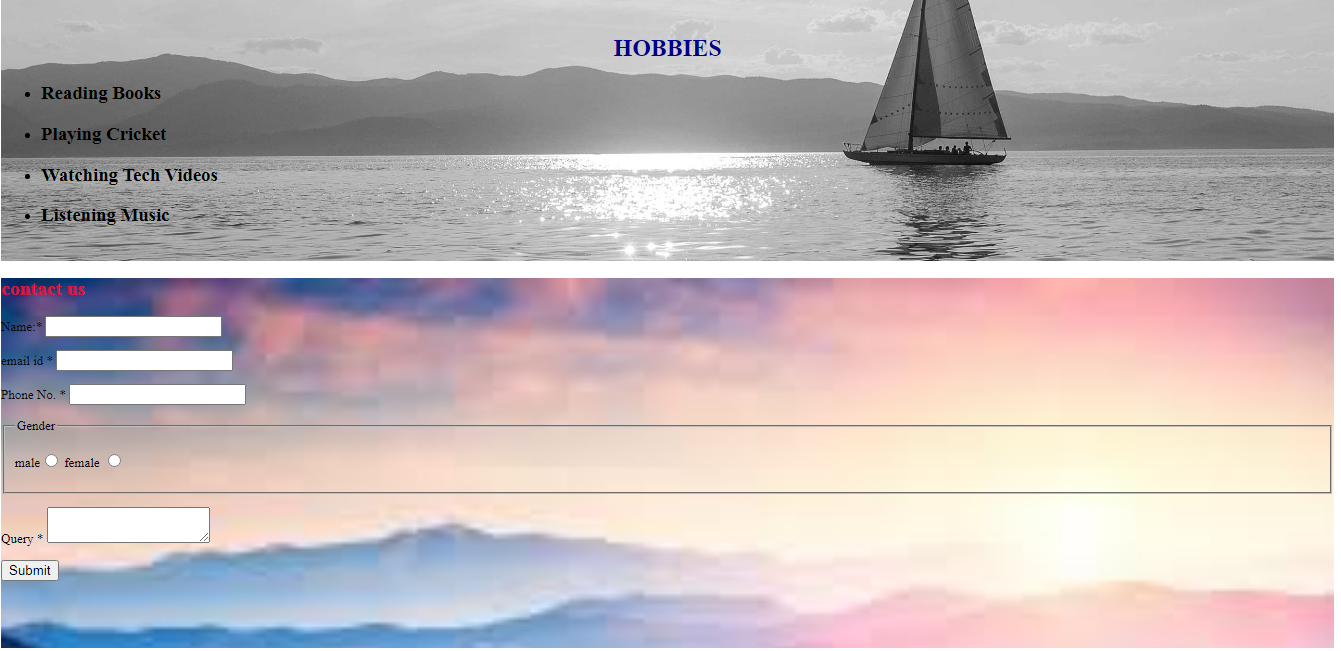 HOBBIES
Reading Books
Playing Cricket
Watching Tech Videos
Listening Music
contact us
Name:*
email id *
Phone No. *
Gender
male female
Query *
Submit